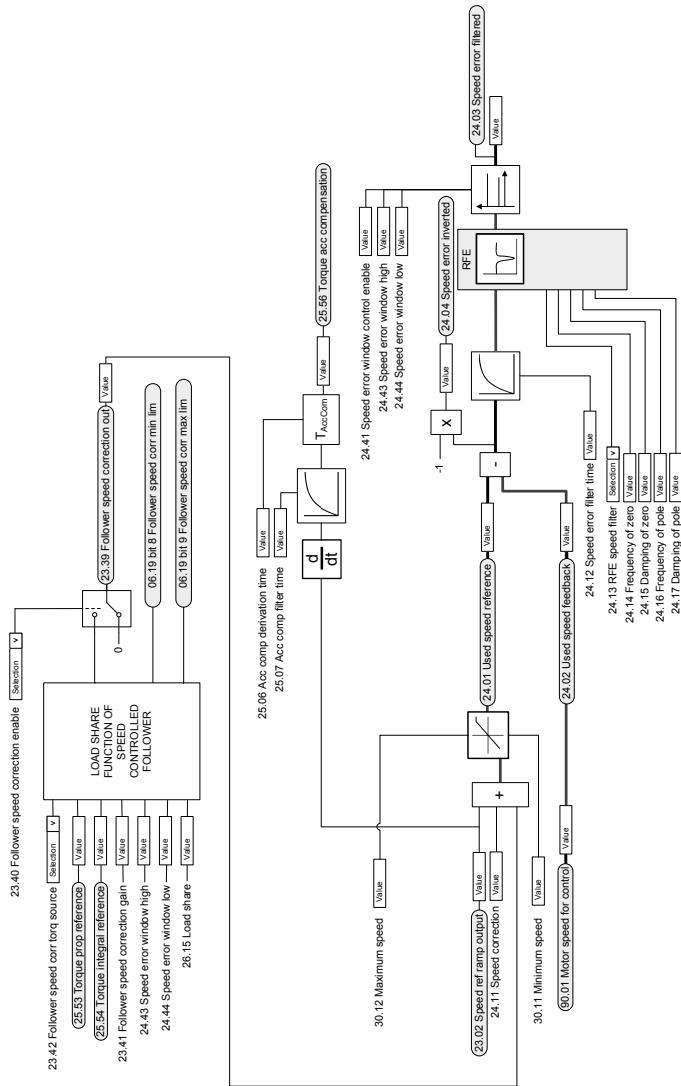 23.40 Follower speed correction enable
Selection v
23.42 Follower speed corr torq source
Selection v
25.53 Torque prop reference
Value
25.54 Torque integral reference
Value
23.41 Follower speed correction gain
Value
24.43 Speed error window high
Value
24.44 Speed error window low
Value
26.15 Load share
Value
LOAD SHARE
FUNCTION OF
SPEED
CONTROLLED
FOLLOWER
0
23.39 Follower speed correction out
Value
06.19 bit 8 Follower speed corr min lim
06.19 bit 9 Follower speed corr max lim
25.06 Acc comp derivation time
Value
25.07 Acc comp filter time
Value
d
dt
TAccCom
Value
25.56 Torque acc compensation
30.12 Maximum speed
Value
23.02 Speed ref ramp output
Value
24.11 Speed correction
Value
30.11 Minimum speed
Value
90.01 Motor speed for control
Value
+
24.01 Used speed reference
Value
24.02 Used speed feedback
Value
-
-1
X
Value
24.04 Speed error inverted
24.41 Speed error window control enable
Value
24.43 Speed error window high
Value
24.44 Speed error window low
Value
RFE
24.03 Speed error filtered
Value
24.12 Speed error filter time
Value
24.13 RFE speed filter
Selection v
24.14 Frequency of zero
Value
24.15 Damping of zero
Value
24.16 Frequency of pole
Value
24.17 Damping of pole
Value